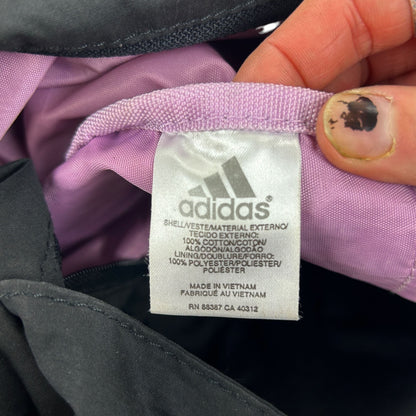 adidas
SHELL/VESTE/MATERIAL EXTERNO/
TECIDO EXTERNO:
100% COTTON/COTON/
ALGODÓN/ALGODÃO
LINING/DOUBLURE/FORRO:
100% POLYESTER/POLIESTER/
POLIÉSTER
MADE IN VIETNAM
FABRIQUÉ AU VIETNAM
RN 88387 CA 40312